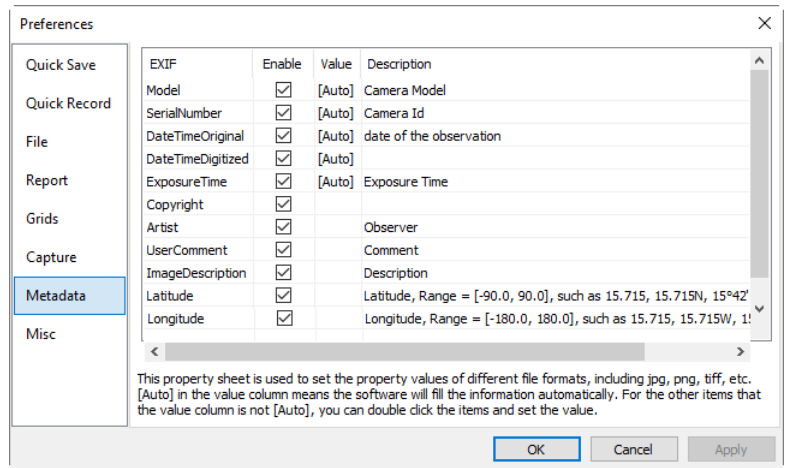 Preferences
Quick Save
Quick Record
File
Report
Grids
Capture
Metadata
Misc
EXIF Enable Value Description
Model [Auto] Camera Model
SerialNumber [Auto] Camera Id
DateTimeOriginal [Auto] date of the observation
DateTimeDigitized [Auto]
ExposureTime [Auto] Exposure Time
Copyright
Artist Observer
UserComment Comment
ImageDescription Description
Latitude Latitude, Range = [-90.0, 90.0], such as 15.715, 15.715N, 15°42'
Longitude Longitude, Range = [-180.0, 180.0], such as 15.715, 15.715W,
This property sheet is used to set the property values of different file formats, including jpg, png, tiff, etc.
[Auto] in the value column means the software will fill the information automatically. For the other items that
the value column is not [Auto], you can double click the items and set the value.
OK Cancel Apply